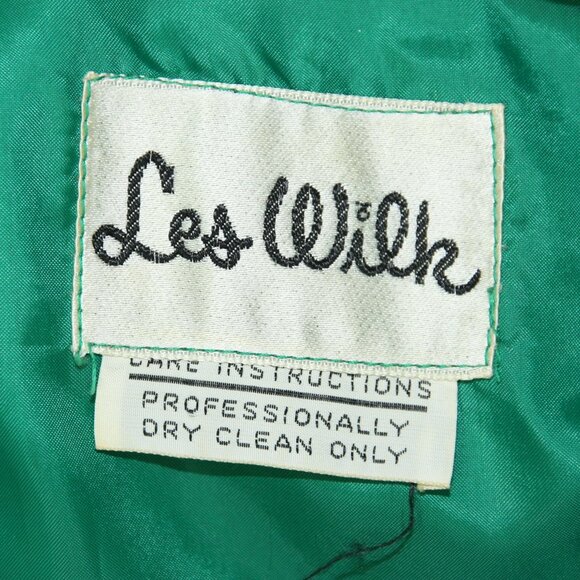 Les Wilk
CARE INSTRUCTIONS
PROFESSIONALLY
DRY CLEAN ONLY